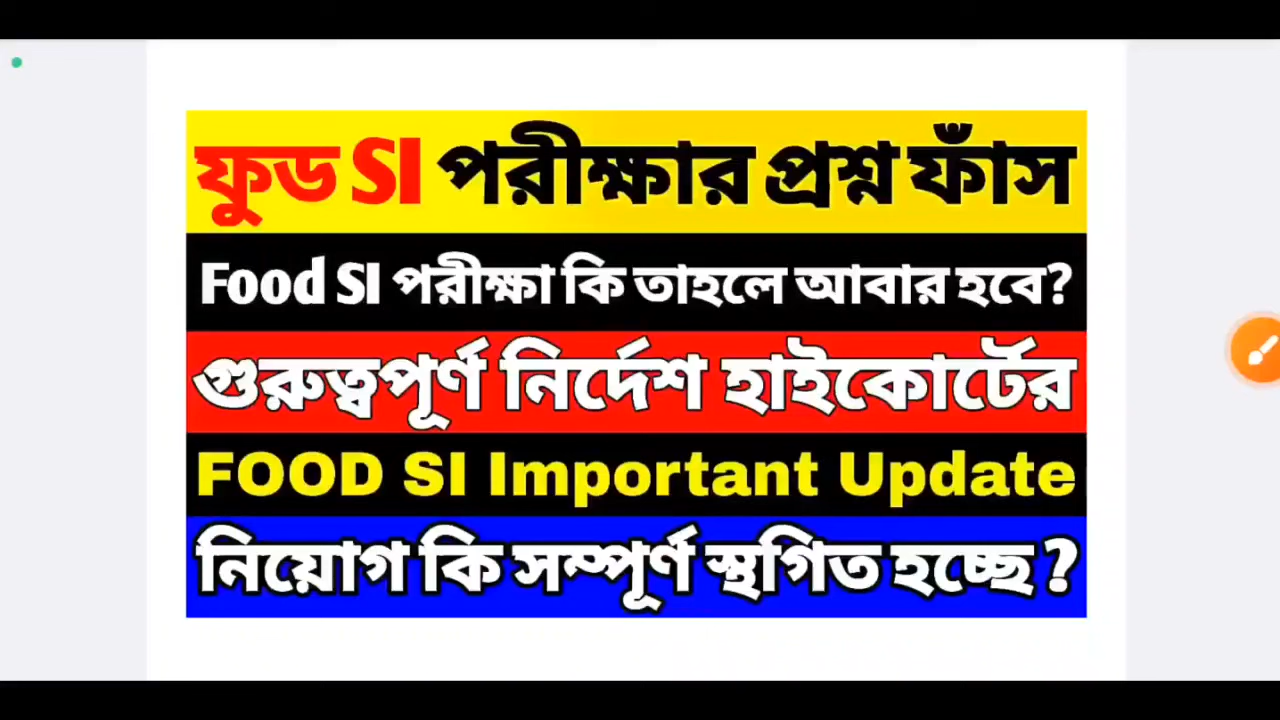 ফুড SI পরীক্ষার প্রশ্ন ফাঁস
Food SI পরীক্ষা কি তাহলে আবার হবে?
গুরুত্বপূর্ণ নির্দেশ হাইকোর্টের
FOOD SI Important Update
নিয়োগ কি সম্পূর্ণ স্থগিত হচ্ছে?